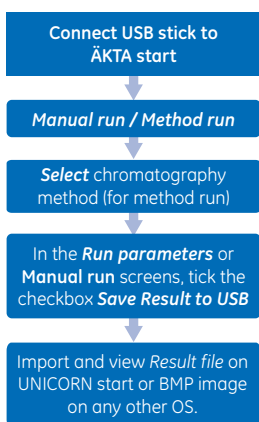 Connect USB stick to
ÄKTA start
Manual run / Method run
Select chromatography
method (for method run)
In the Run parameters or
Manual run screens, tick the
checkbox Save Result to USB
Import and view Result file on
UNICORN start or BMP image
on any other OS.